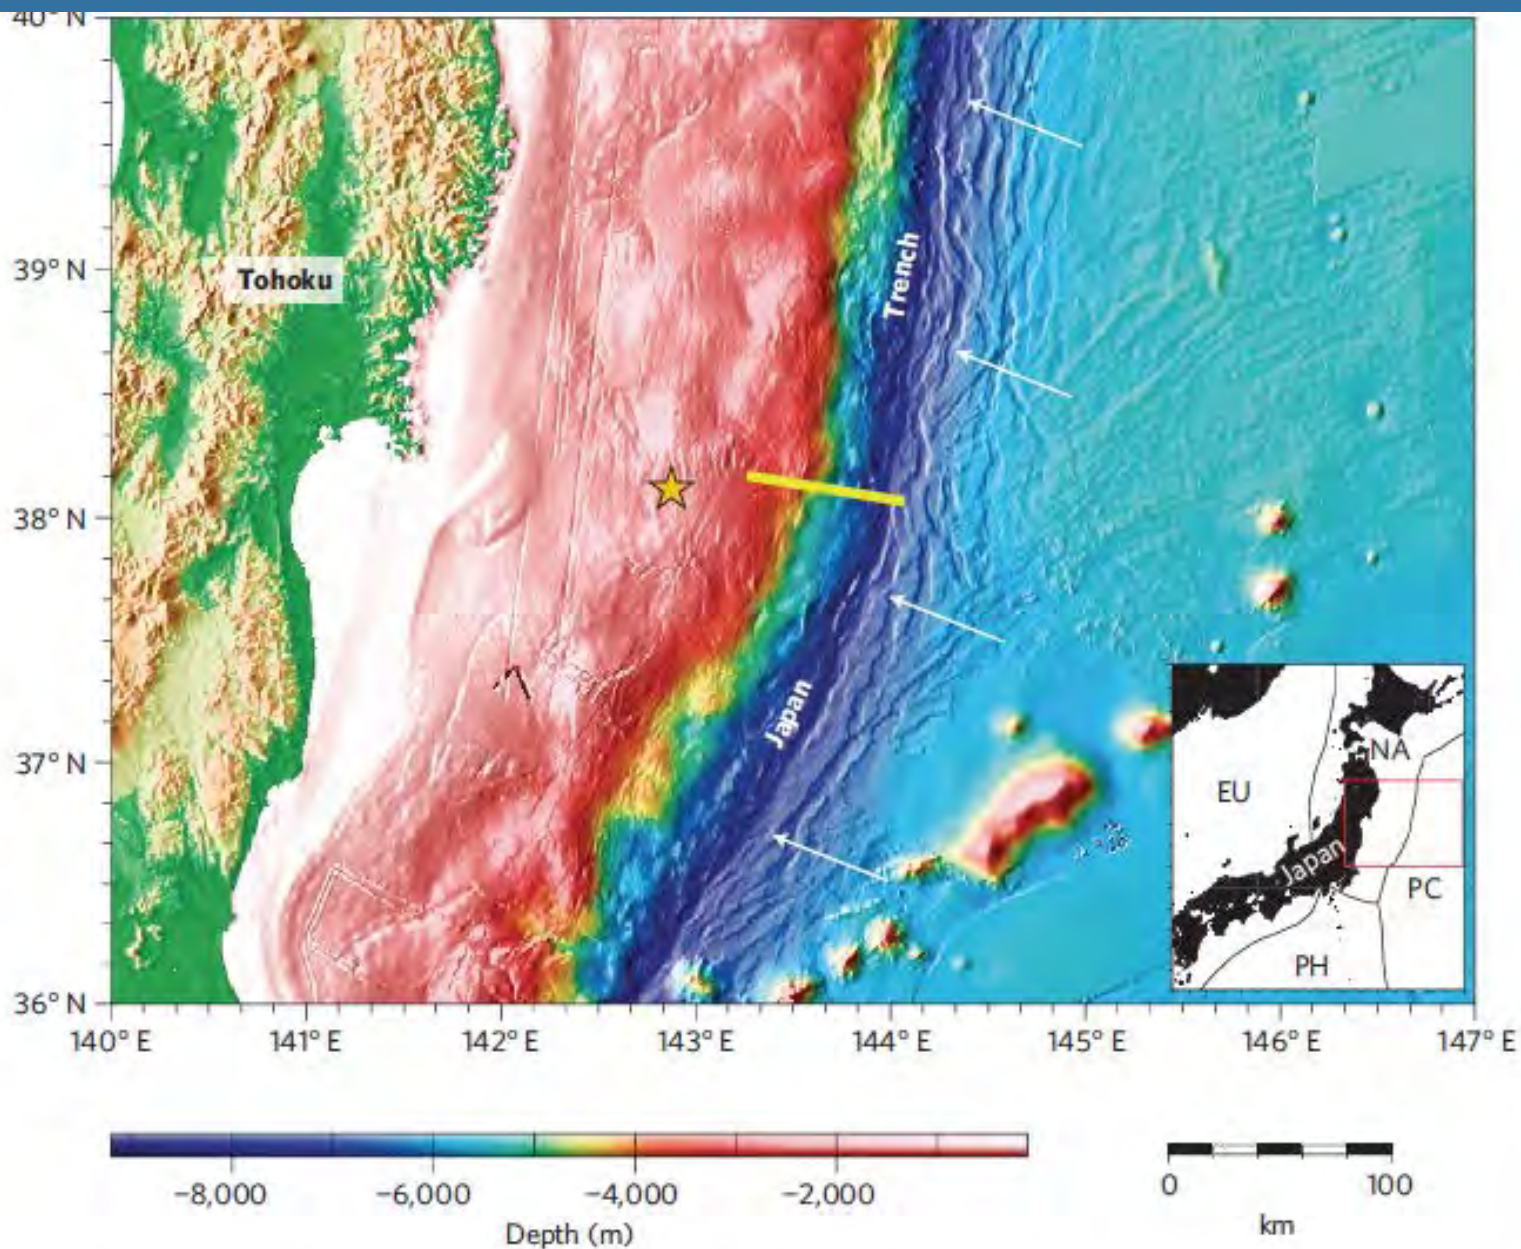 40° N
39° N
38° N
37° N
36° N
140° E
141° E
142° E
143° E
144° E
145° E
146° E
147° E
Tohoku
Trench
Japan
EU
NA
Japan
PC
PH
−8,000
−6,000
−4,000
−2,000
Depth (m)
0
100
km